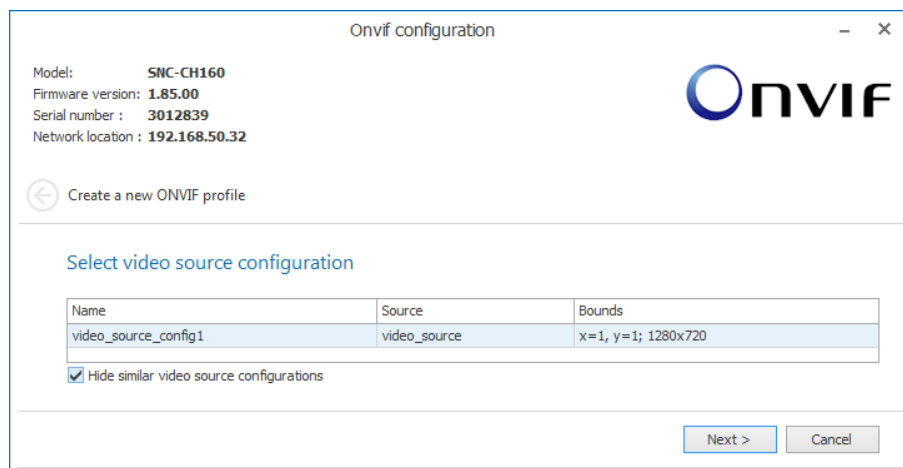 Onvif configuration
Model: SNC-CH160
Firmware version: 1.85.00
Serial number : 3012839
Network location : 192.168.50.32
ONVIF
Create a new ONVIF profile
Select video source configuration
Name Source Bounds
video_source_config1 video_source x=1, y=1; 1280x720
Hide similar video source configurations
Next > Cancel